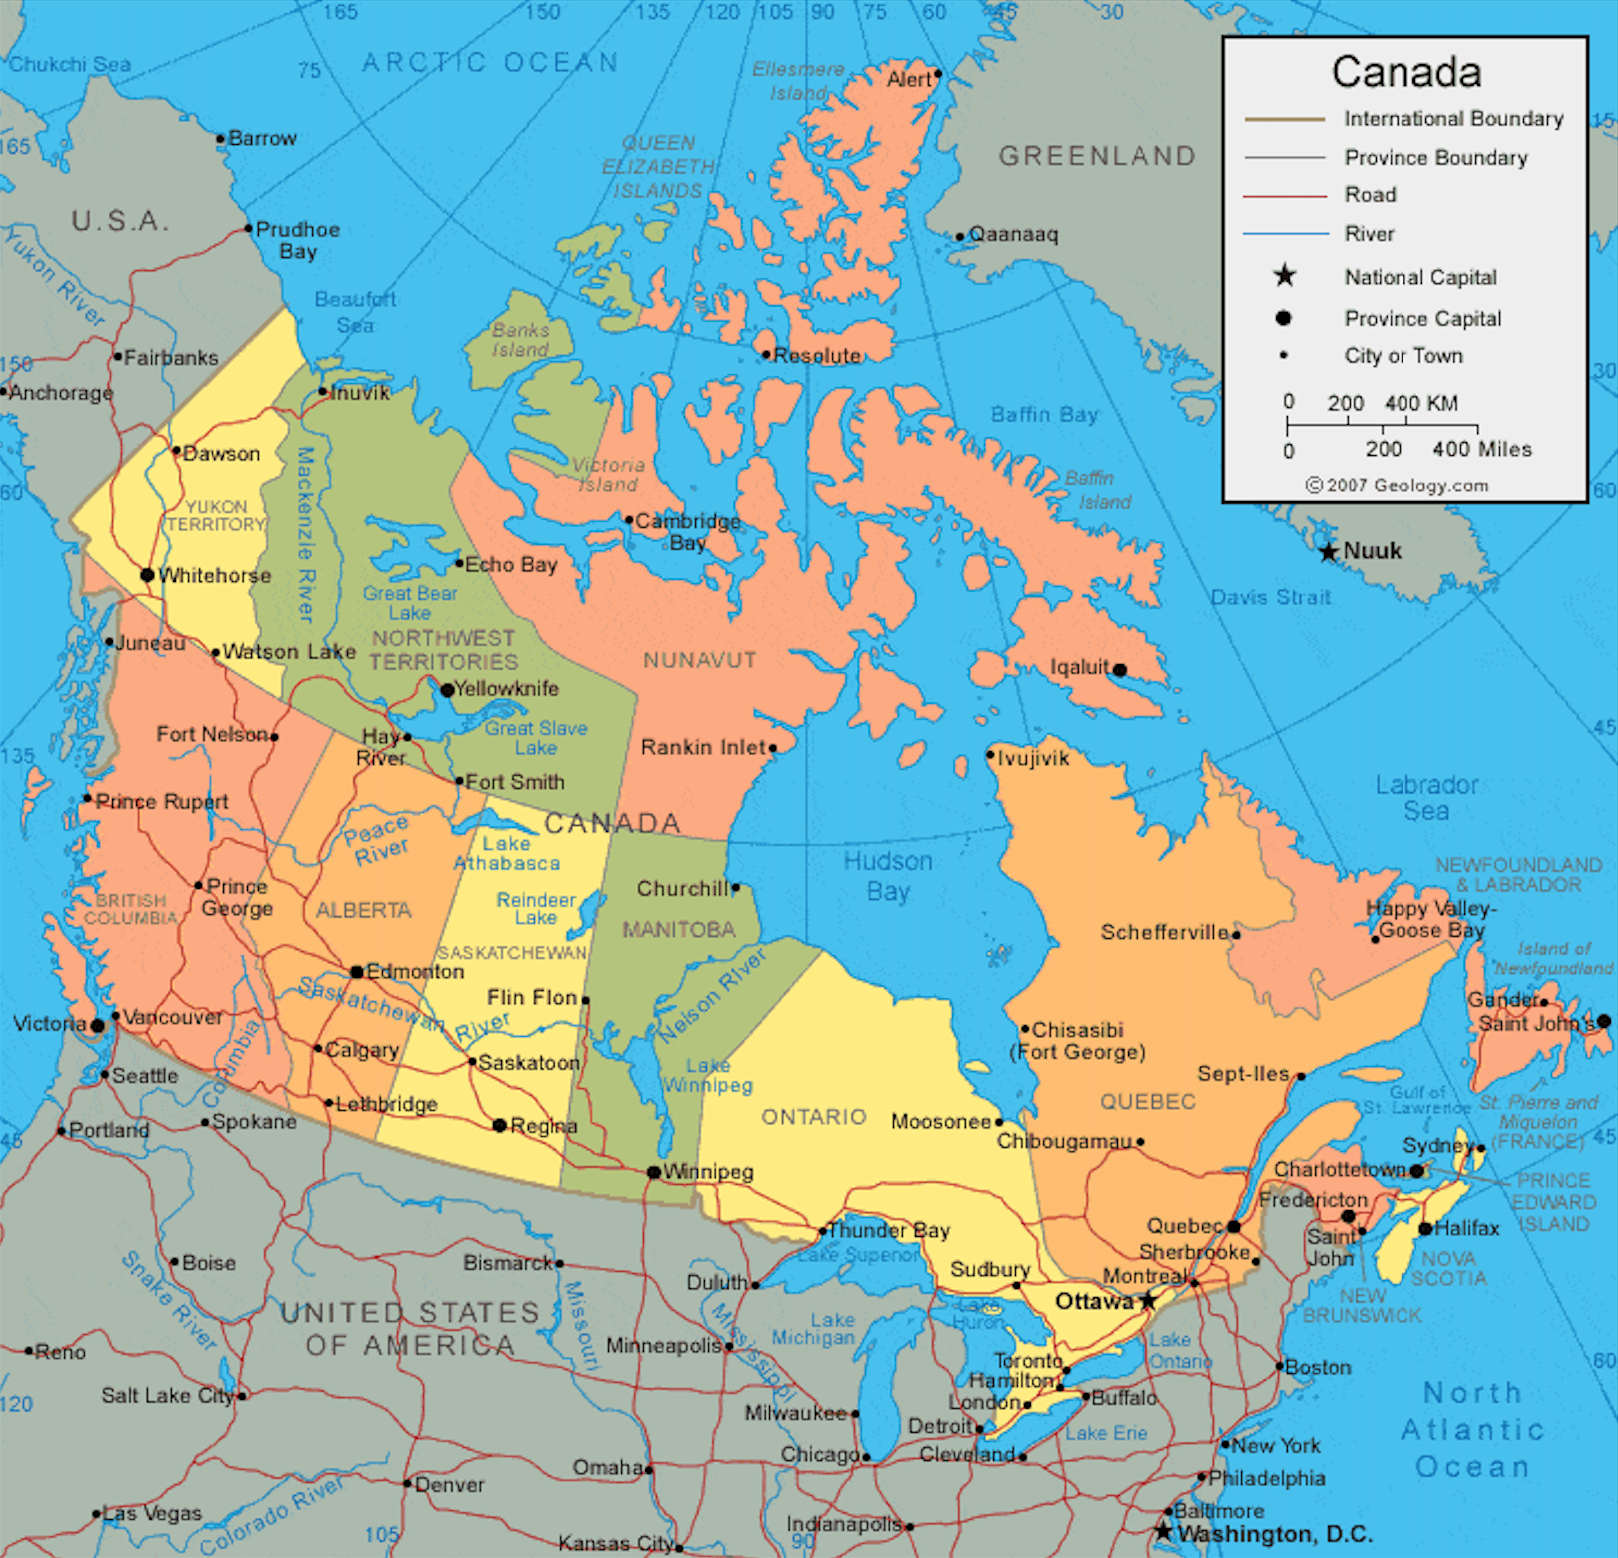 165
150
135
120
105
90
75
60
45
30
Chukchi Sea
75
ARCTIC OCEAN
Ellesmere
Island
Alert
Canada
International Boundary
Province Boundary
Road
River
National Capital
Province Capital
City or Town
0 200 400 KM
0 200 400 Miles
©2007 Geology.com
15
165
Barrow
QUEEN
ELIZABETH
ISLANDS
GREENLAND
U.S.A.
Prudhoe
Bay
Qaanaaq
Yukon River
Beaufort
Sea
Banks
Island
Resolute
Fairbanks
150
Anchorage
Inuvik
30
Baffin Bay
Dawson
Mackenzie River
Victoria
Island
Baffin
Island
60
60
YUKON
TERRITORY
Cambridge
Bay
Nuuk
Whitehorse
Echo Bay
Great Bear
Lake
Davis Strait
Juneau
Watson Lake
NORTHWEST
TERRITORIES
NUNAVUT
Iqaluit
Yellowknife
Fort Nelson
Hay
River
Great Slave
Lake
Rankin Inlet
Ivujivik
45
135
Fort Smith
Labrador
Sea
Prince Rupert
Peace
River
CANADA
Lake
Athabasca
Hudson
Bay
NEWFOUNDLAND
& LABRADOR
Prince
George
BRITISH
COLUMBIA
ALBERTA
Reindeer
Lake
Churchill
MANITOBA
Schefferville
Happy Valley-
Goose Bay
SASKATCHEWAN
Island of
Newfoundland
Edmonton
Saskatchewan River
Flin Flon
Nelson River
Gander
Saint John's
Victoria
Vancouver
Columbia
Chisasibi
(Fort George)
Calgary
Saskatoon
Lake
Winnipeg
Seattle
Sept-Iles
Lethbridge
Regina
ONTARIO
Moosonee
QUEBEC
Gulf of
St. Lawrence
St. Pierre and
Miquelon
(FRANCE)
45
45
Portland
Spokane
Chibougamau
Sydney
Winnipeg
Charlottetown
PRINCE
EDWARD
ISLAND
Fredericton
Thunder Bay
Lake Superior
Quebec
Sherbrooke
Saint
John
Halifax
NOVA
SCOTIA
Boise
Snake River
Bismarck
Missouri
Duluth
Sudbury
Montreal
Ottawa
NEW
BRUNSWICK
UNITED STATES
OF AMERICA
Lake
Huron
Lake
Michigan
Mississippi
Minneapolis
Lake
Ontario
Reno
Toronto
Hamilton
London
Boston
60
120
Salt Lake City
Buffalo
Milwaukee
Detroit
Lake Erie
North
Atlantic
Ocean
Chicago
Cleveland
New York
Omaha
Denver
Philadelphia
Las Vegas
Colorado River
105
Kansas City
Indianapolis
90
Baltimore
Washington, D.C.